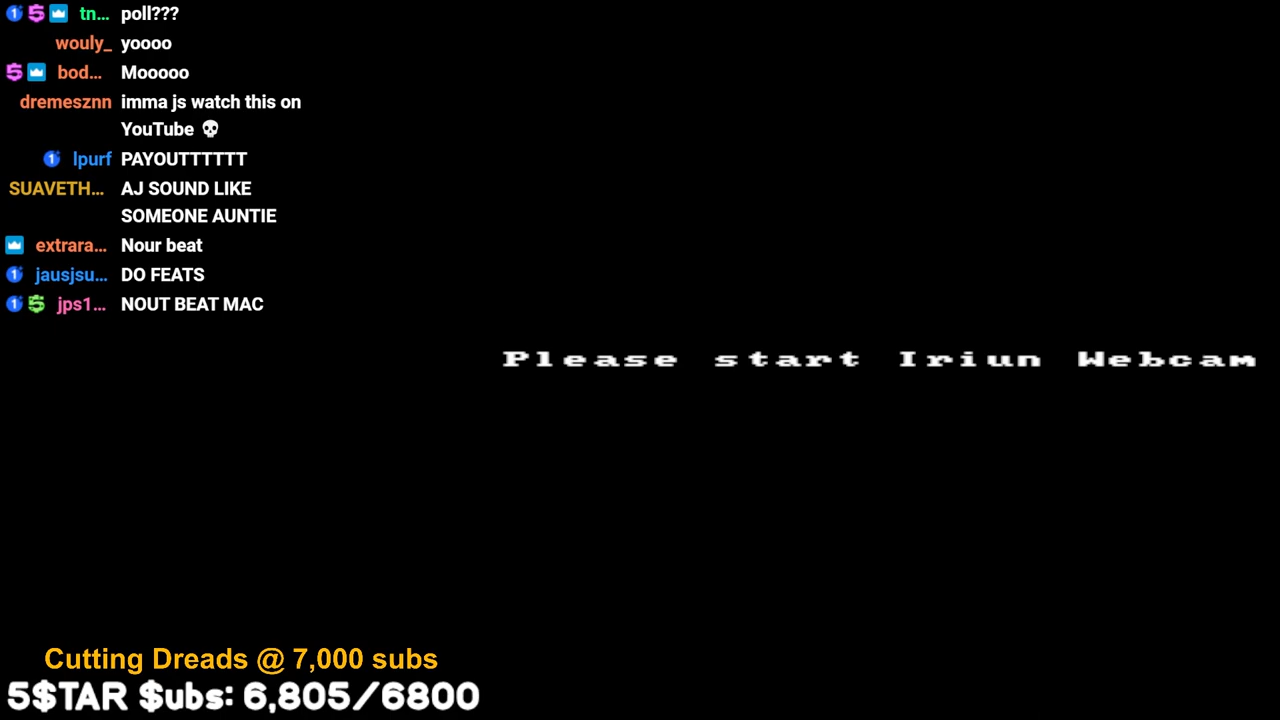 tn... poll???
wouly_ yoooo
bod... Mooooo
dremesznn imma js watch this on
YouTube 💀
lpurf PAYOUTTTTTT
SUAVETH... AJ SOUND LIKE
SOMEONE AUNTIE
extrara... Nour beat
jausjsu... DO FEATS
jps1... NOUT BEAT MAC
Please start Iriun Webcam
Cutting Dreads @ 7,000 subs
5$TAR $ubs: 6,805/6800